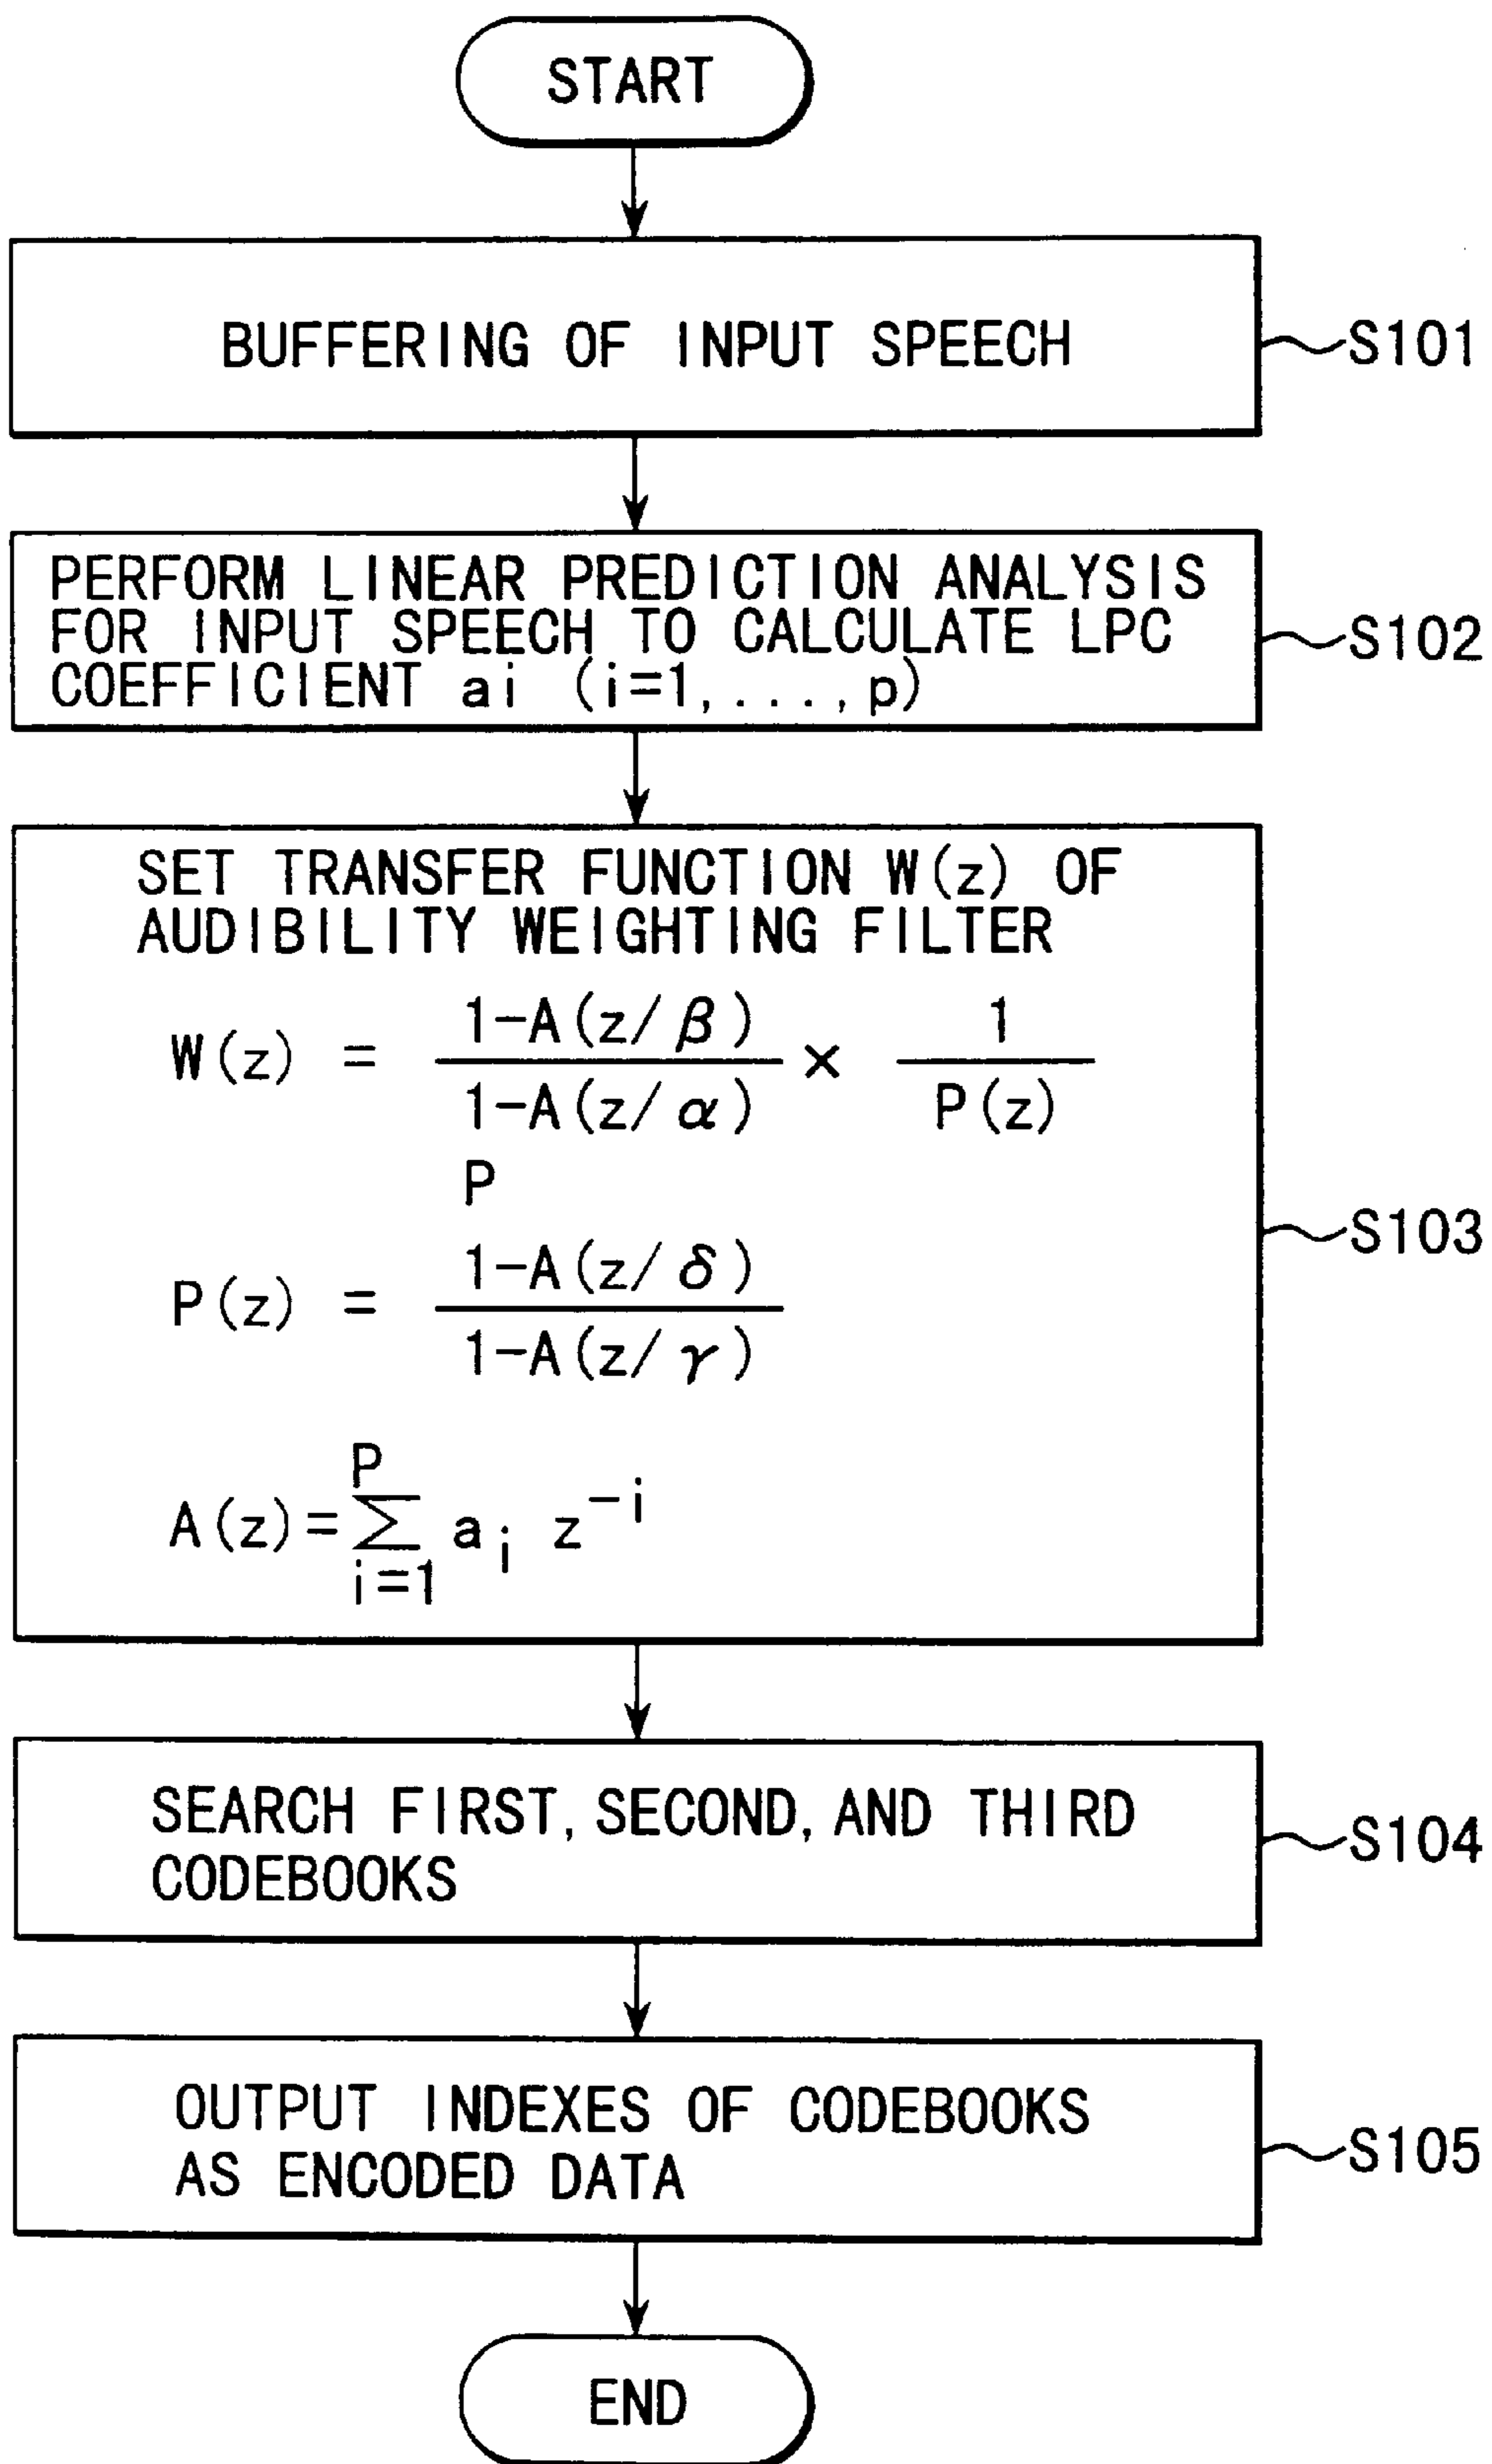 START
BUFFERING OF INPUT SPEECH
S101
PERFORM LINEAR PREDICTION ANALYSIS
FOR INPUT SPEECH TO CALCULATE LPC
COEFFICIENT ai (i=1,...,p)
S102
SET TRANSFER FUNCTION W(z) OF
AUDIBILITY WEIGHTING FILTER
W(z) = 1-A(z/β) / 1-A(z/α) × 1 / P(z)
P
P(z) = 1-A(z/δ) / 1-A(z/γ)
A(z)=∑ P i=1 a_i z^-i
S103
SEARCH FIRST, SECOND, AND THIRD
CODEBOOKS
S104
OUTPUT INDEXES OF CODEBOOKS
AS ENCODED DATA
S105
END